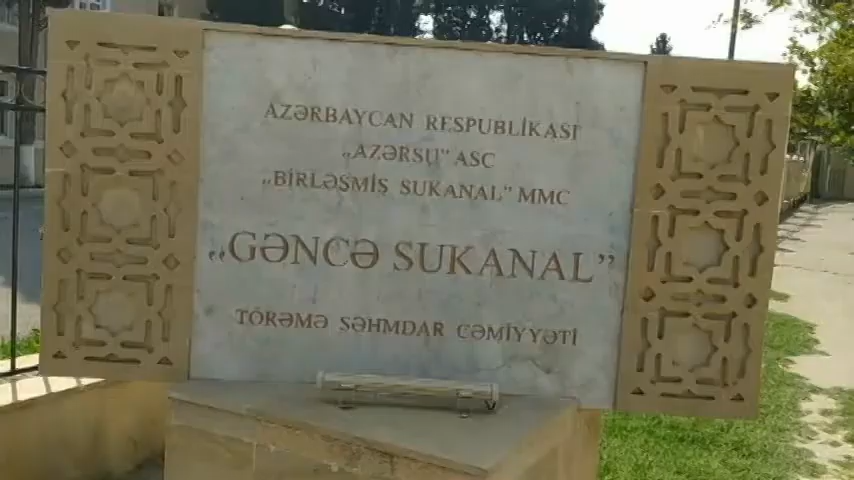 AZƏRBAYCAN RESPUBLİKASI
„AZƏRSU” ASC
„BİRLƏŞMİŞ SUKANAL” MMC
„GƏNCƏ SUKANAL”
TÖRƏMƏ SƏHMDAR CƏMİYYƏTİ